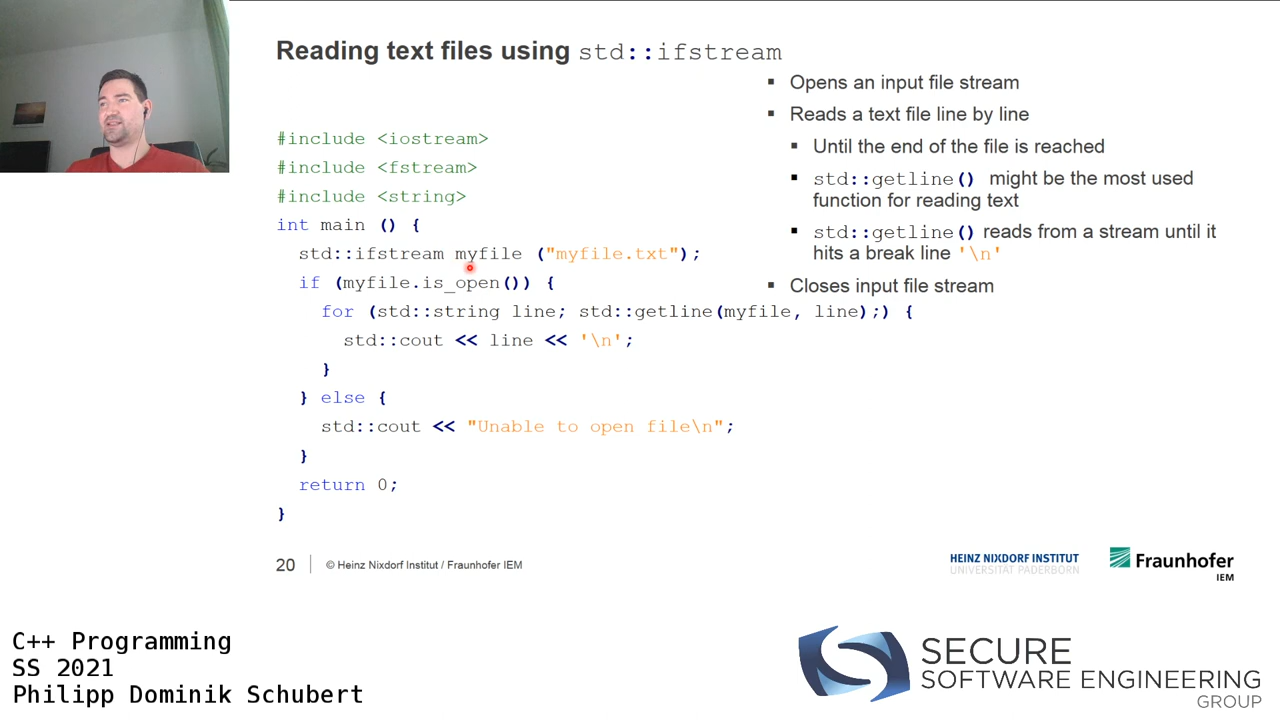 Reading text files using std::ifstream
#include <iostream>
#include <fstream>
#include <string>
int main () {
std::ifstream myfile ("myfile.txt");
if (myfile.is_open()) {
for (std::string line; std::getline(myfile, line);) {
std::cout << line << '\n';
}
} else {
std::cout << "Unable to open file\n";
}
return 0;
}
▪ Opens an input file stream
▪ Reads a text file line by line
▪ Until the end of the file is reached
▪ std::getline() might be the most used
function for reading text
▪ std::getline() reads from a stream until it
hits a break line '\n'
▪ Closes input file stream
20 © Heinz Nixdorf Institut / Fraunhofer IEM
HEINZ NIXDORF INSTITUT
UNIVERSITÄT PADERBORN
Fraunhofer
IEM
C++ Programming
SS 2021
Philipp Dominik Schubert
SECURE
SOFTWARE ENGINEERING
GROUP